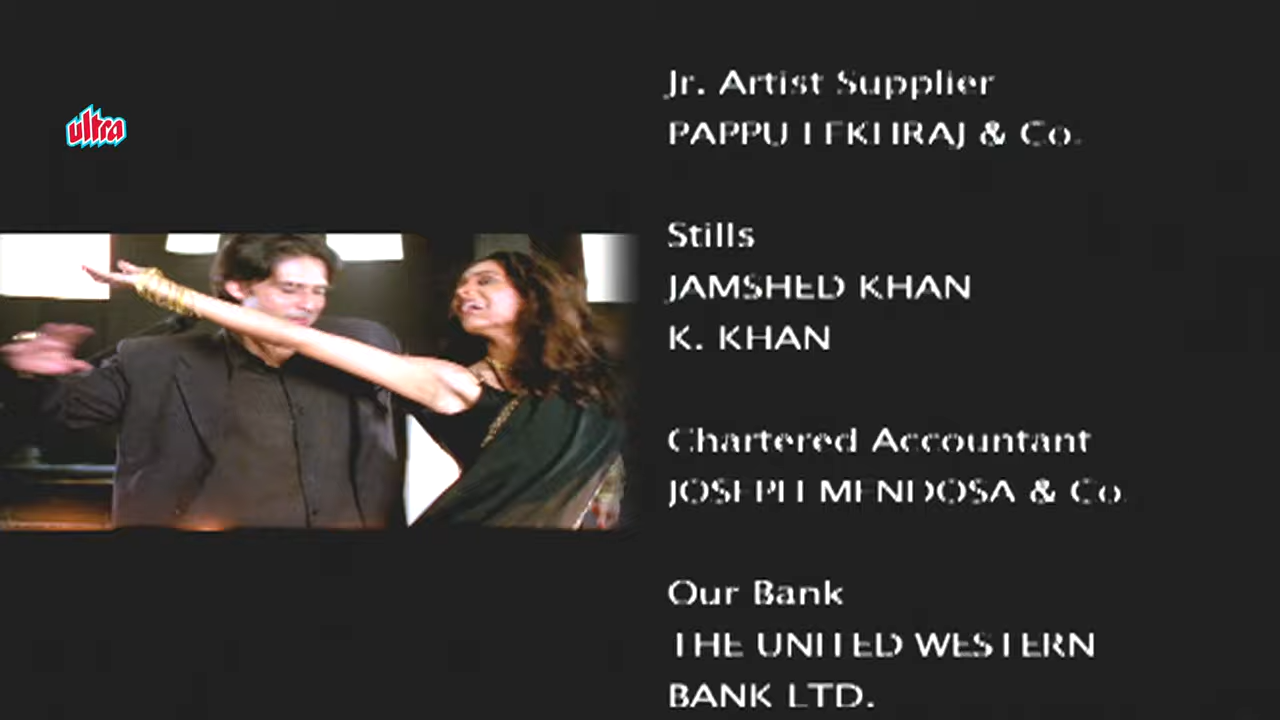 ultra
Jr. Artist Supplier
PAPPU LEKHRAJ & Co.
Stills
JAMSHED KHAN
K. KHAN
Chartered Accountant
JOSEPH MENDOSA & Co.
Our Bank
THE UNITED WESTERN
BANK LTD.